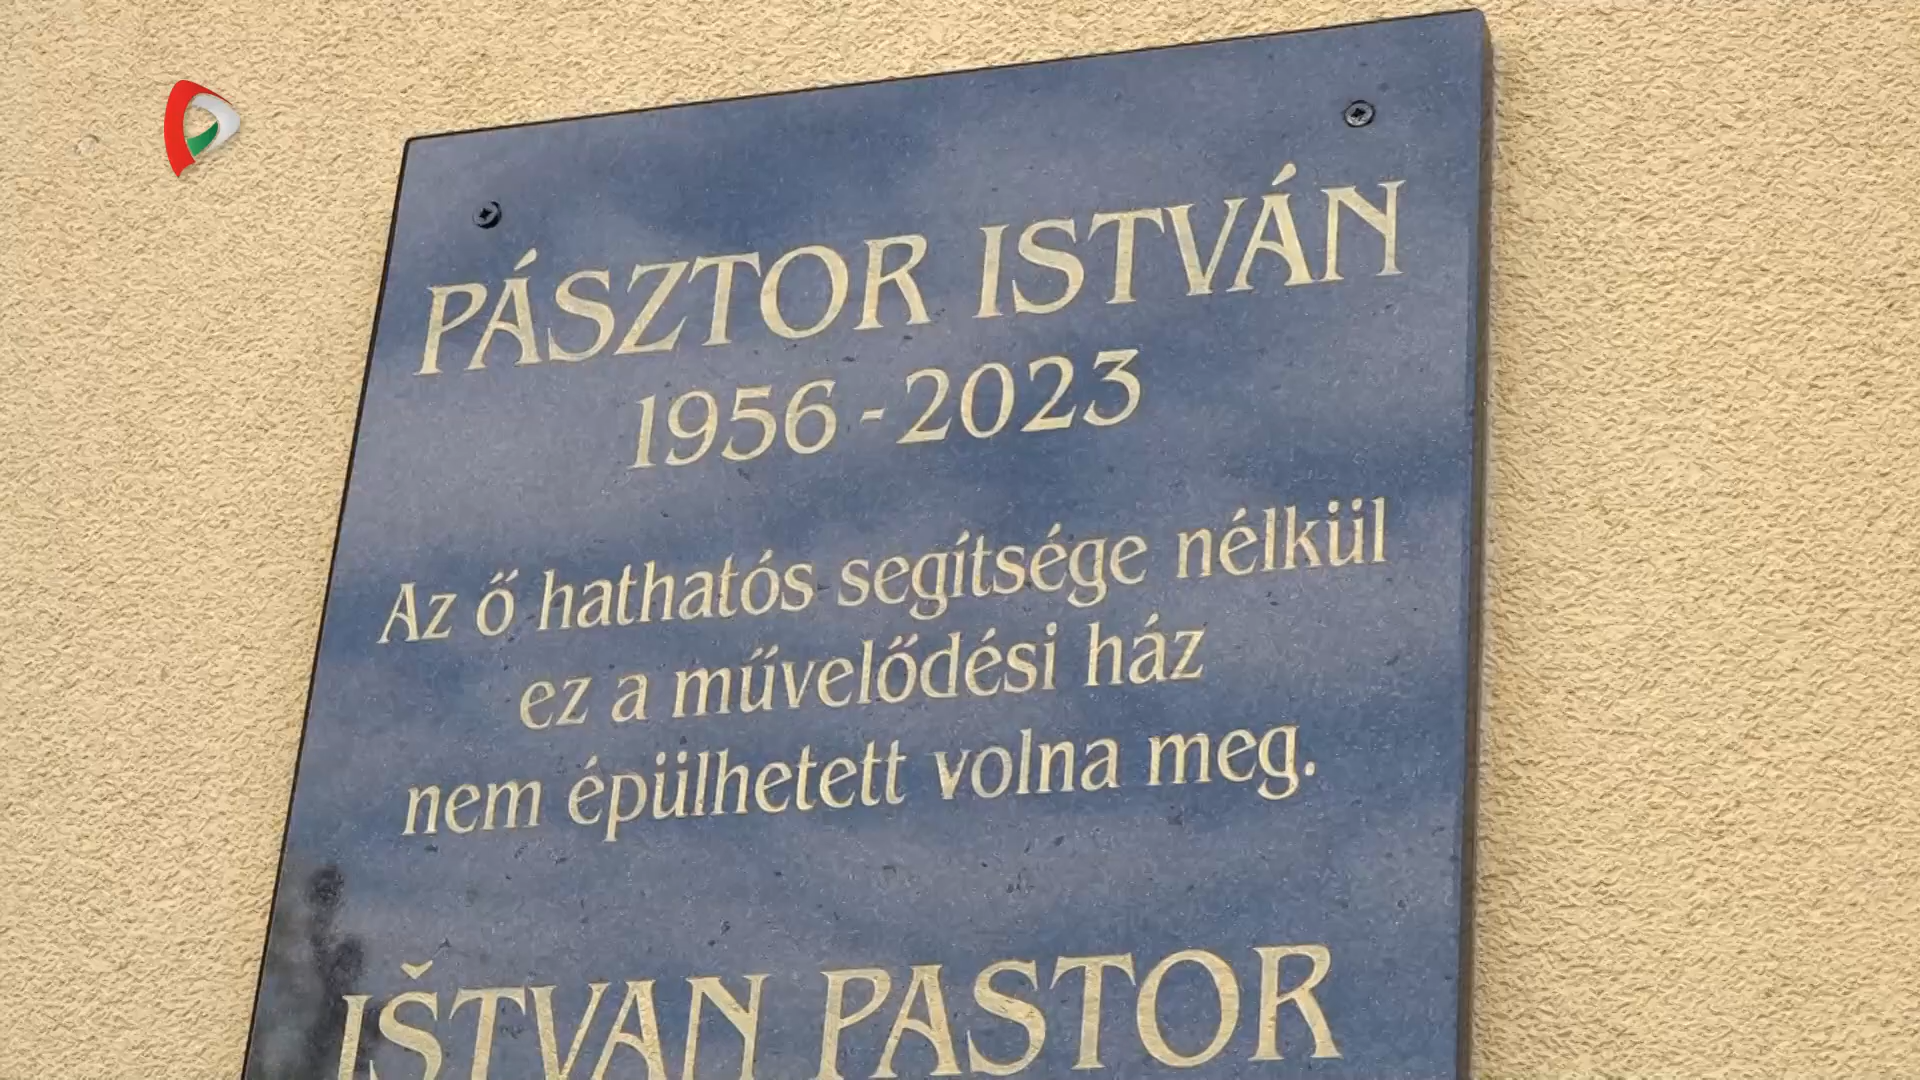 PÁSZTOR ISTVÁN
1956 - 2023
Az ő hathatós segítsége nélkül
ez a művelődési ház
nem épülhetett volna meg.
IŠTVAN PASTOR